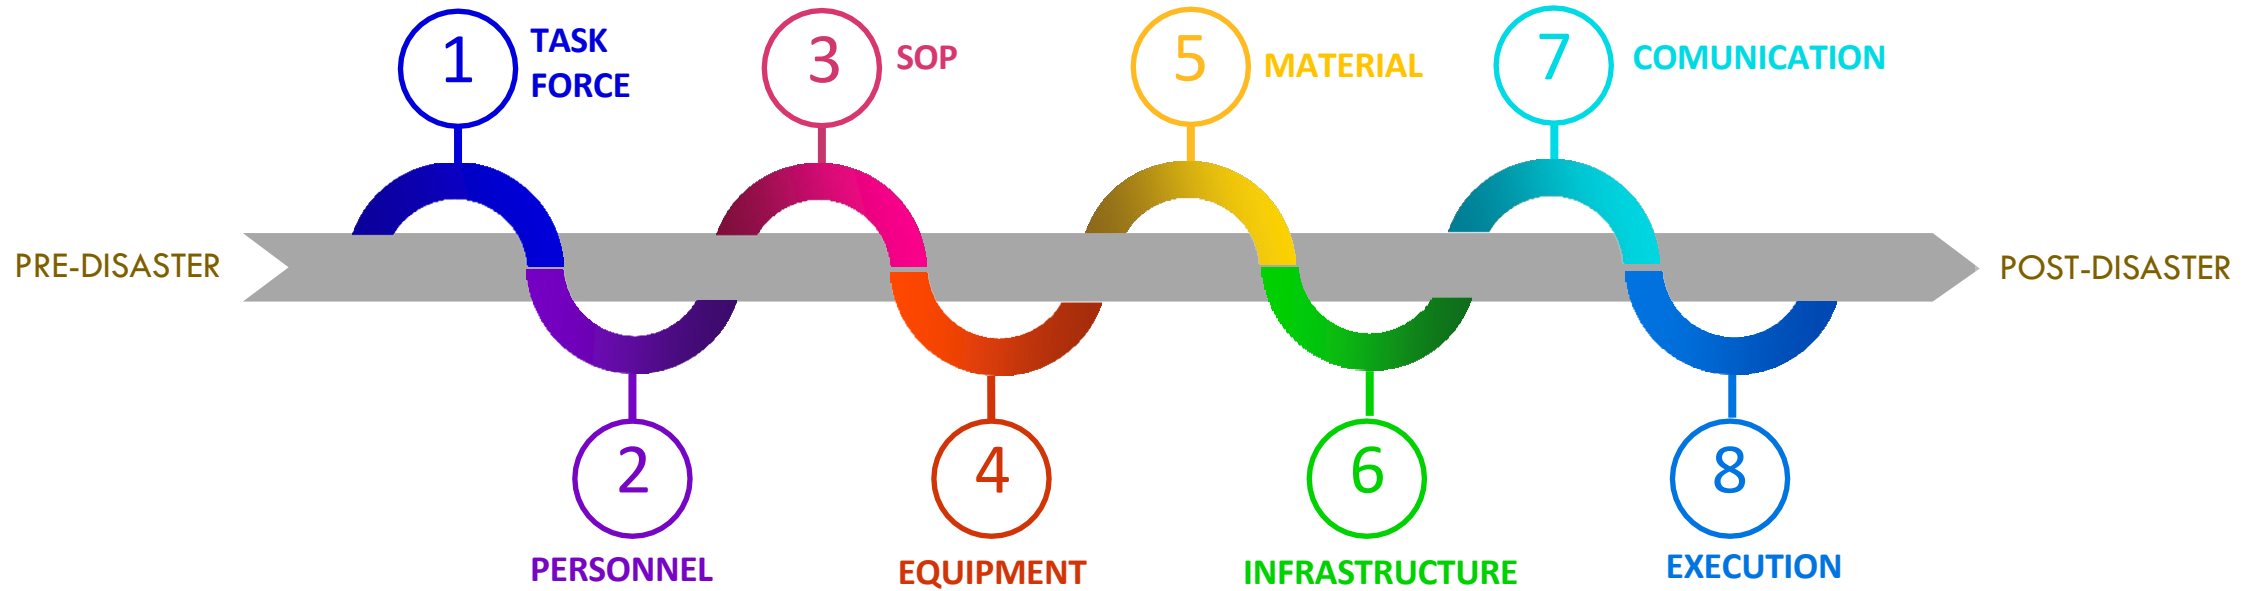 PRE-DISASTER
1
TASK
FORCE
2
PERSONNEL
3
SOP
4
EQUIPMENT
5
MATERIAL
6
INFRASTRUCTURE
7
COMUNICATION
8
EXECUTION
POST-DISASTER